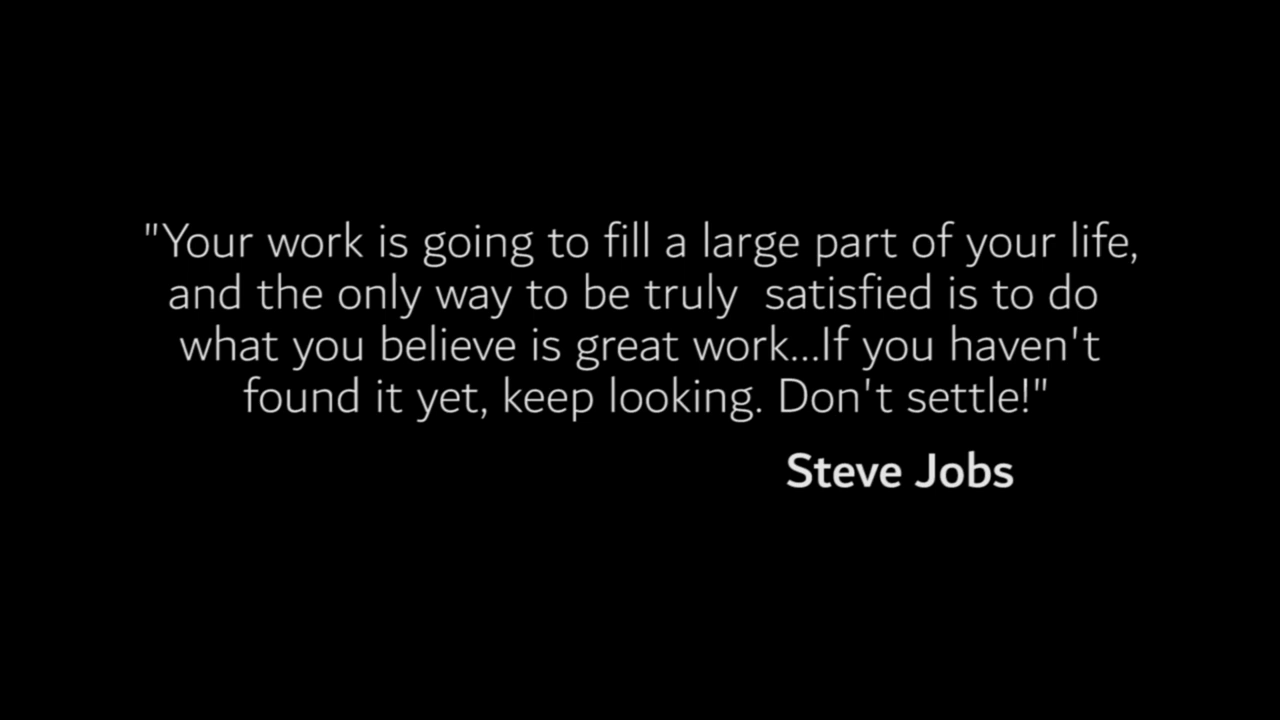 "Your work is going to fill a large part of your life,
and the only way to be truly  satisfied is to do
what you believe is great work...If you haven't
found it yet, keep looking. Don't settle!"
Steve Jobs